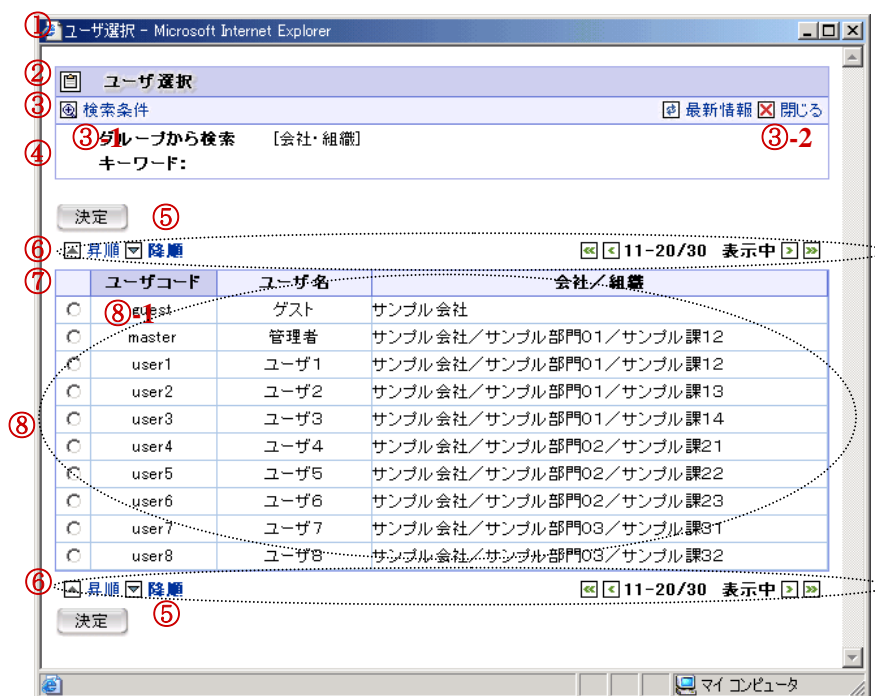 ① ユーザ選択 - Microsoft Internet Explorer
② ユーザ選択
③ 検索条件 最新情報 閉じる
③-1 グループから検索 [会社・組織] ③-2
④ キーワード:
決定 ⑤
⑥ 昇順 降順 11-20/30 表示中
⑦ ユーザコード ユーザ名 会社/組織
⑧-1 guest ゲスト サンプル会社
master 管理者 サンプル会社/サンプル部門01/サンプル課12
user1 ユーザ1 サンプル会社/サンプル部門01/サンプル課12
user2 ユーザ2 サンプル会社/サンプル部門01/サンプル課13
⑧ user3 ユーザ3 サンプル会社/サンプル部門01/サンプル課14
user4 ユーザ4 サンプル会社/サンプル部門02/サンプル課21
user5 ユーザ5 サンプル会社/サンプル部門02/サンプル課22
user6 ユーザ6 サンプル会社/サンプル部門02/サンプル課23
user7 ユーザ7 サンプル会社/サンプル部門03/サンプル課31
user8 ユーザ8 サンプル会社/サンプル部門03/サンプル課32
⑥ 昇順 降順 11-20/30 表示中
決定 ⑤
マイ コンピュータ